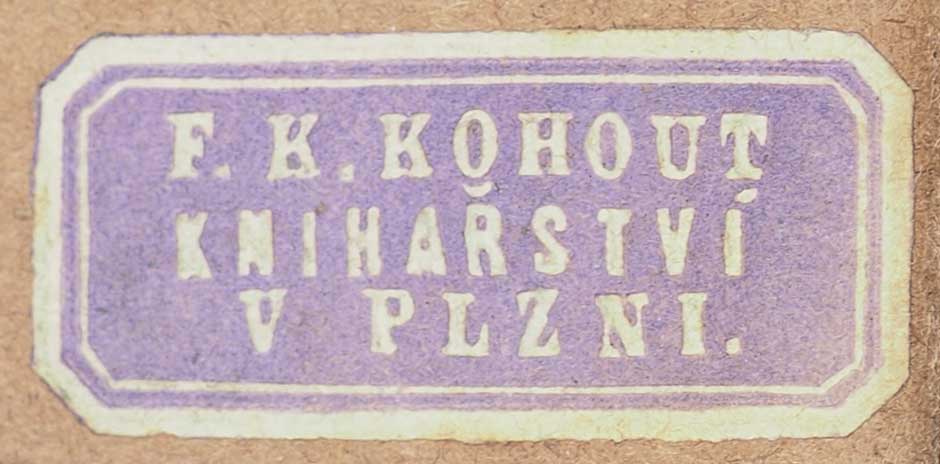 F. K. KOHOUT
KNIHAŘSTVÍ
V PLZNI.